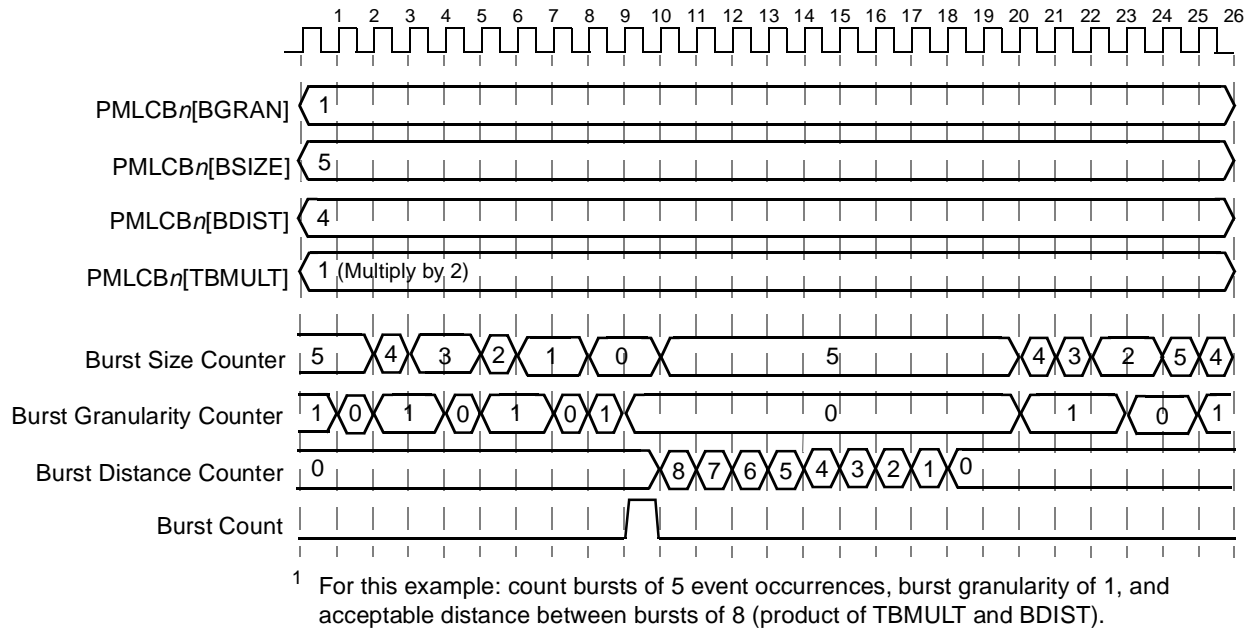 1 2 3 4 5 6 7 8 9 10 11 12 13 14 15 16 17 18 19 20 21 22 23 24 25 26
PMLCBn[BGRAN] 1
PMLCBn[BSIZE] 5
PMLCBn[BDIST] 4
PMLCBn[TBMULT] 1 (Multiply by 2)
Burst Size Counter 5 4 3 2 1 0 5 4 3 2 5 4
Burst Granularity Counter 1 0 1 0 1 0 1 0 1 0 1
Burst Distance Counter 0 8 7 6 5 4 3 2 1 0
Burst Count
1 For this example: count bursts of 5 event occurrences, burst granularity of 1, and
acceptable distance between bursts of 8 (product of TBMULT and BDIST).